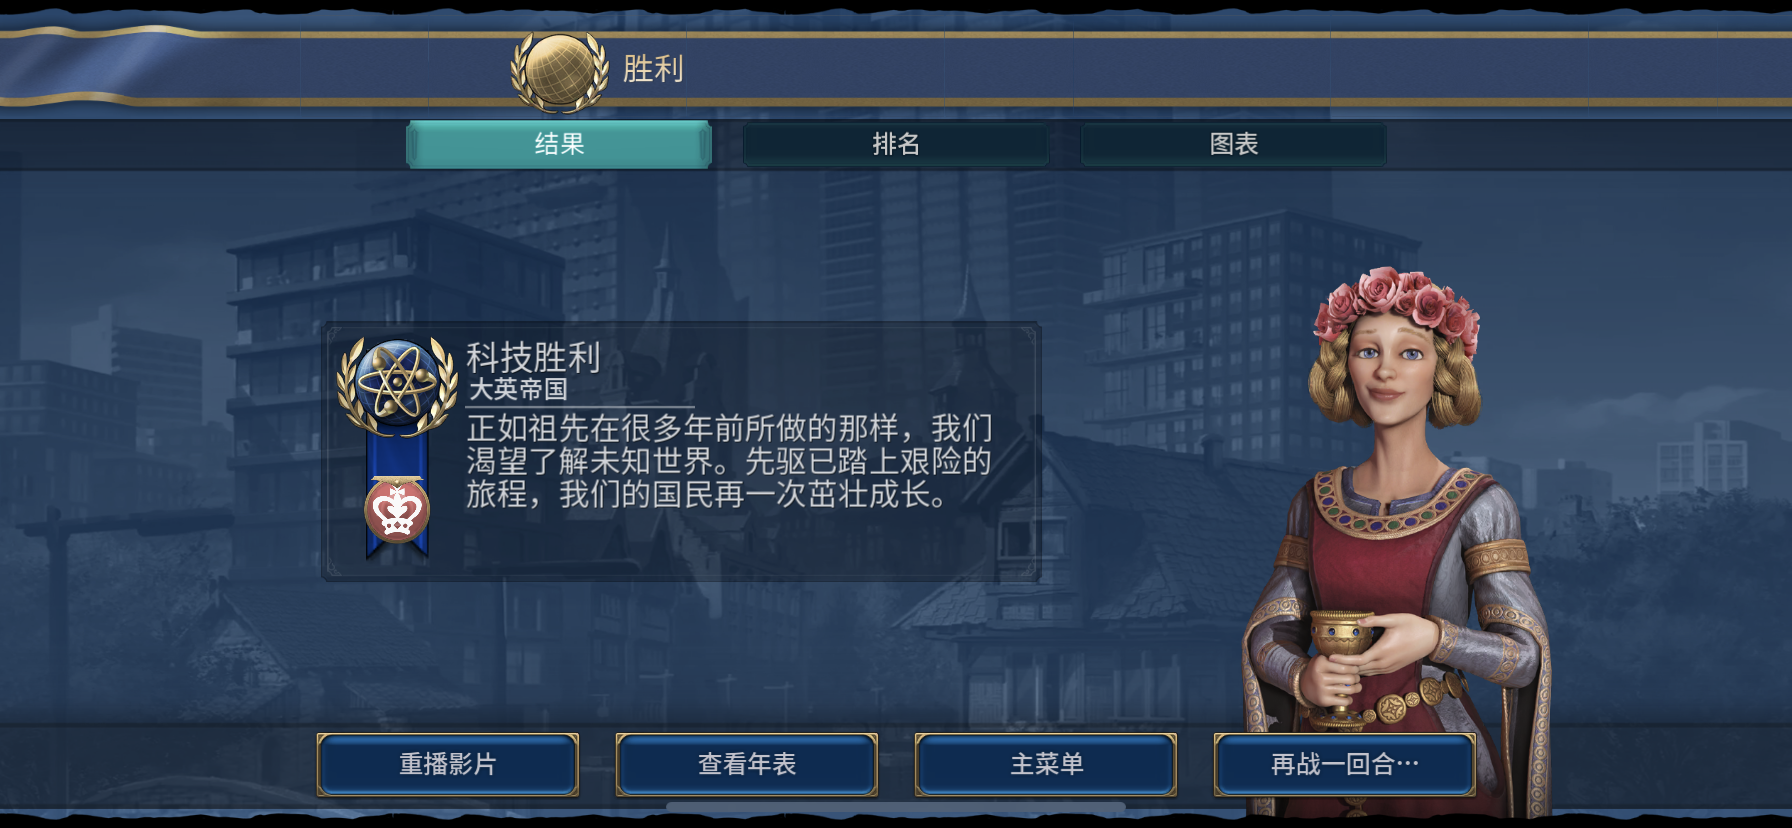 胜利
结果
排名
图表
科技胜利
大英帝国
正如祖先在很多年前所做的那样，我们
渴望了解未知世界。先驱已踏上艰险的
旅程，我们的国民再一次茁壮成长。
重播影片
查看年表
主菜单
再战一回合…